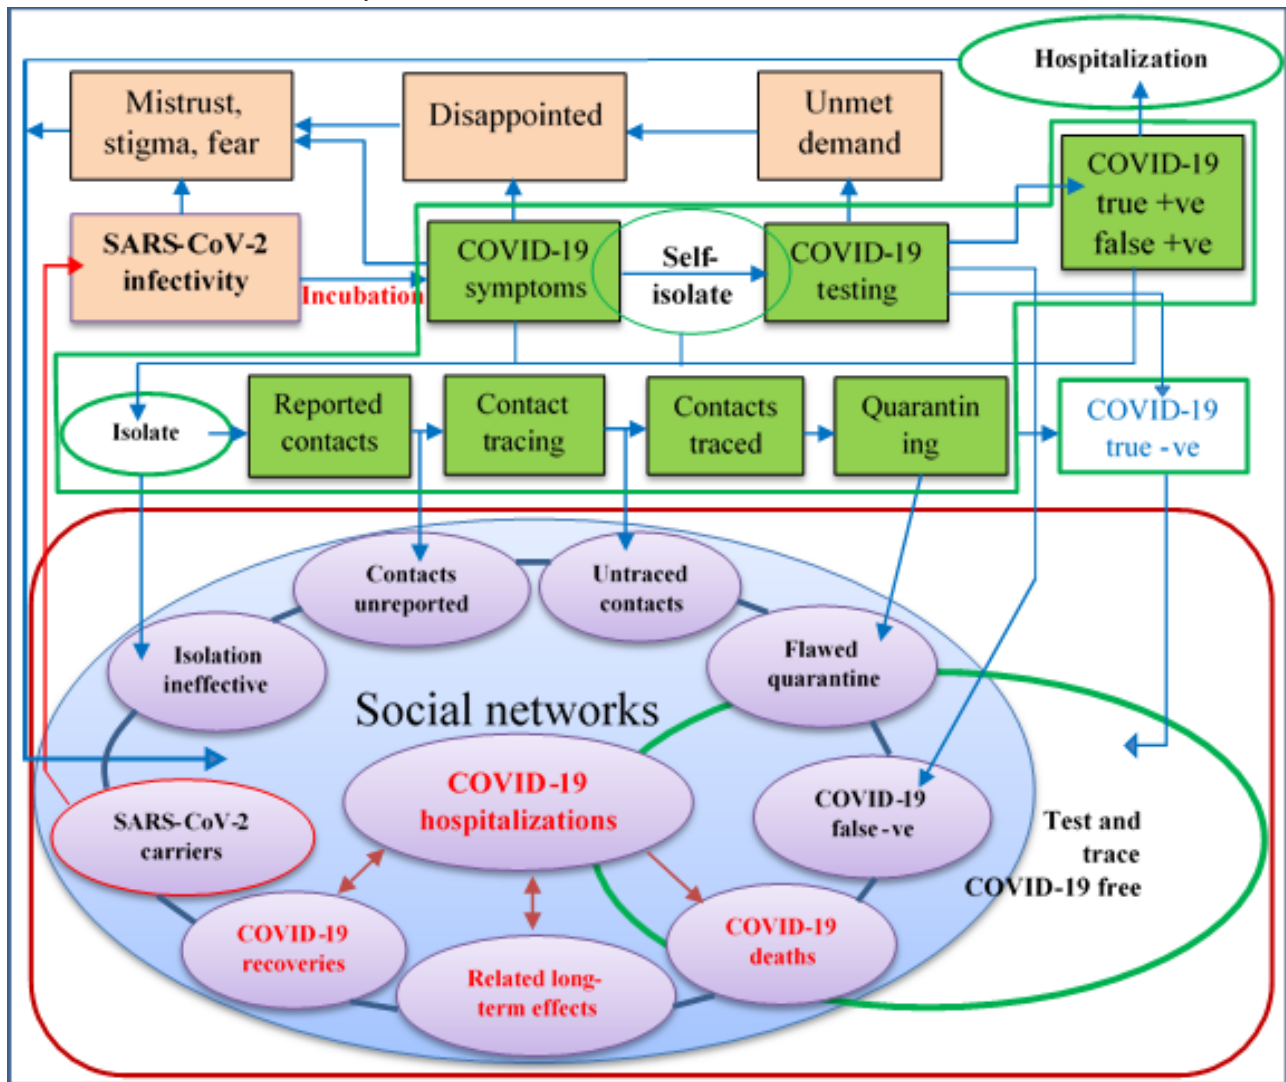 Hospitalization
Mistrust,
stigma, fear
Disappointed
Unmet
demand
COVID-19
true +ve
false +ve
SARS-CoV-2
infectivity
Incubation
COVID-19
symptoms
Self-
isolate
COVID-19
testing
Isolate
Reported
contacts
Contact
tracing
Contacts
traced
Quarantin
ing
COVID-19
true -ve
Contacts
unreported
Untraced
contacts
Isolation
ineffective
Flawed
quarantine
Social networks
COVID-19
hospitalizations
SARS-CoV-2
carriers
COVID-19
false -ve
Test and
trace
COVID-19 free
COVID-19
recoveries
Related long-
term effects
COVID-19
deaths